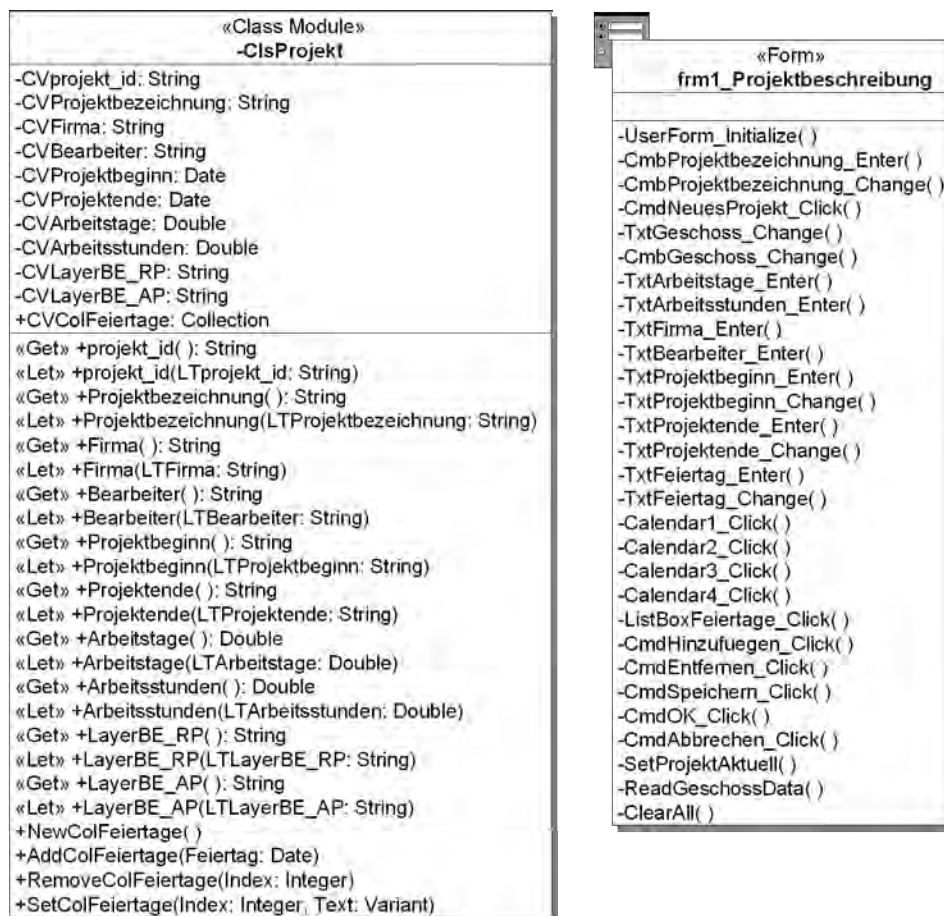 «Class Module»
-ClsProjekt
-CVprojekt_id: String
-CVProjektbezeichnung: String
-CVFirma: String
-CVBearbeiter: String
-CVProjektbeginn: Date
-CVProjektende: Date
-CVArbeitstage: Double
-CVArbeitsstunden: Double
-CVLayerBE_RP: String
-CVLayerBE_AP: String
+CVColFeiertage: Collection
«Get» +projekt_id( ): String
«Let» +projekt_id(LTprojekt_id: String)
«Get» +Projektbezeichnung( ): String
«Let» +Projektbezeichnung(LTProjektbezeichnung: String)
«Get» +Firma( ): String
«Let» +Firma(LTFirma: String)
«Get» +Bearbeiter( ): String
«Let» +Bearbeiter(LTBearbeiter: String)
«Get» +Projektbeginn( ): String
«Let» +Projektbeginn(LTProjektbeginn: String)
«Get» +Projektende( ): String
«Let» +Projektende(LTProjektende: String)
«Get» +Arbeitstage( ): Double
«Let» +Arbeitstage(LTArbeitstage: Double)
«Get» +Arbeitsstunden( ): Double
«Let» +Arbeitsstunden(LTArbeitsstunden: Double)
«Get» +LayerBE_RP( ): String
«Let» +LayerBE_RP(LTLayerBE_RP: String)
«Get» +LayerBE_AP( ): String
«Let» +LayerBE_AP(LTLayerBE_AP: String)
+NewColFeiertage( )
+AddColFeiertage(Feiertag: Date)
+RemoveColFeiertage(Index: Integer)
+SetColFeiertage(Index: Integer, Text: Variant)
«Form»
frm1_Projektbeschreibung
-UserForm_Initialize( )
-CmbProjektbezeichnung_Enter( )
-CmbProjektbezeichnung_Change( )
-CmdNeuesProjekt_Click( )
-TxtGeschoss_Change( )
-CmbGeschoss_Change( )
-TxtArbeitstage_Enter( )
-TxtArbeitsstunden_Enter( )
-TxtFirma_Enter( )
-TxtBearbeiter_Enter( )
-TxtProjektbeginn_Enter( )
-TxtProjektbeginn_Change( )
-TxtProjektende_Enter( )
-TxtProjektende_Change( )
-TxtFeiertag_Enter( )
-TxtFeiertag_Change( )
-Calendar1_Click( )
-Calendar2_Click( )
-Calendar3_Click( )
-Calendar4_Click( )
-ListBoxFeiertage_Click( )
-CmdHinzufuegen_Click( )
-CmdEntfernen_Click( )
-CmdSpeichern_Click( )
-CmdOK_Click( )
-CmdAbbrechen_Click( )
-SetProjektAktuell( )
-ReadGeschossData( )
-ClearAll( )